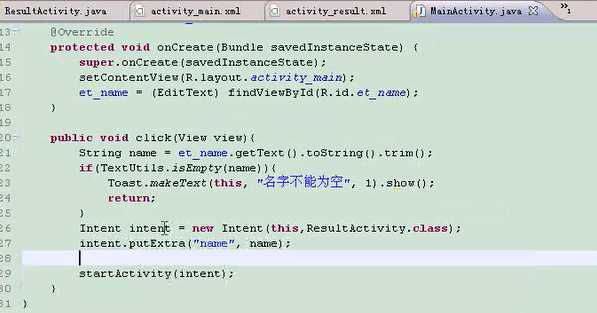 ResultActivity.java activity_main.xml activity_result.xml MainActivity.java »1
13 @Override
14 protected void onCreate(Bundle savedInstanceState) {
15 super.onCreate(savedInstanceState);
16 setContentView(R.layout.activity_main);
17 et_name = (EditText) findViewById(R.id.et_name);
18 }
19
20 public void click(View view){
21 String name = et_name.getText().toString().trim();
22 if(TextUtils.isEmpty(name)){
23 Toast.makeText(this, "名字不能为空", 1).show();
24 return;
25 }
26 Intent intent = new Intent(this,ResultActivity.class);
27 intent.putExtra("name", name);
28
29 startActivity(intent);
30 }
31 }